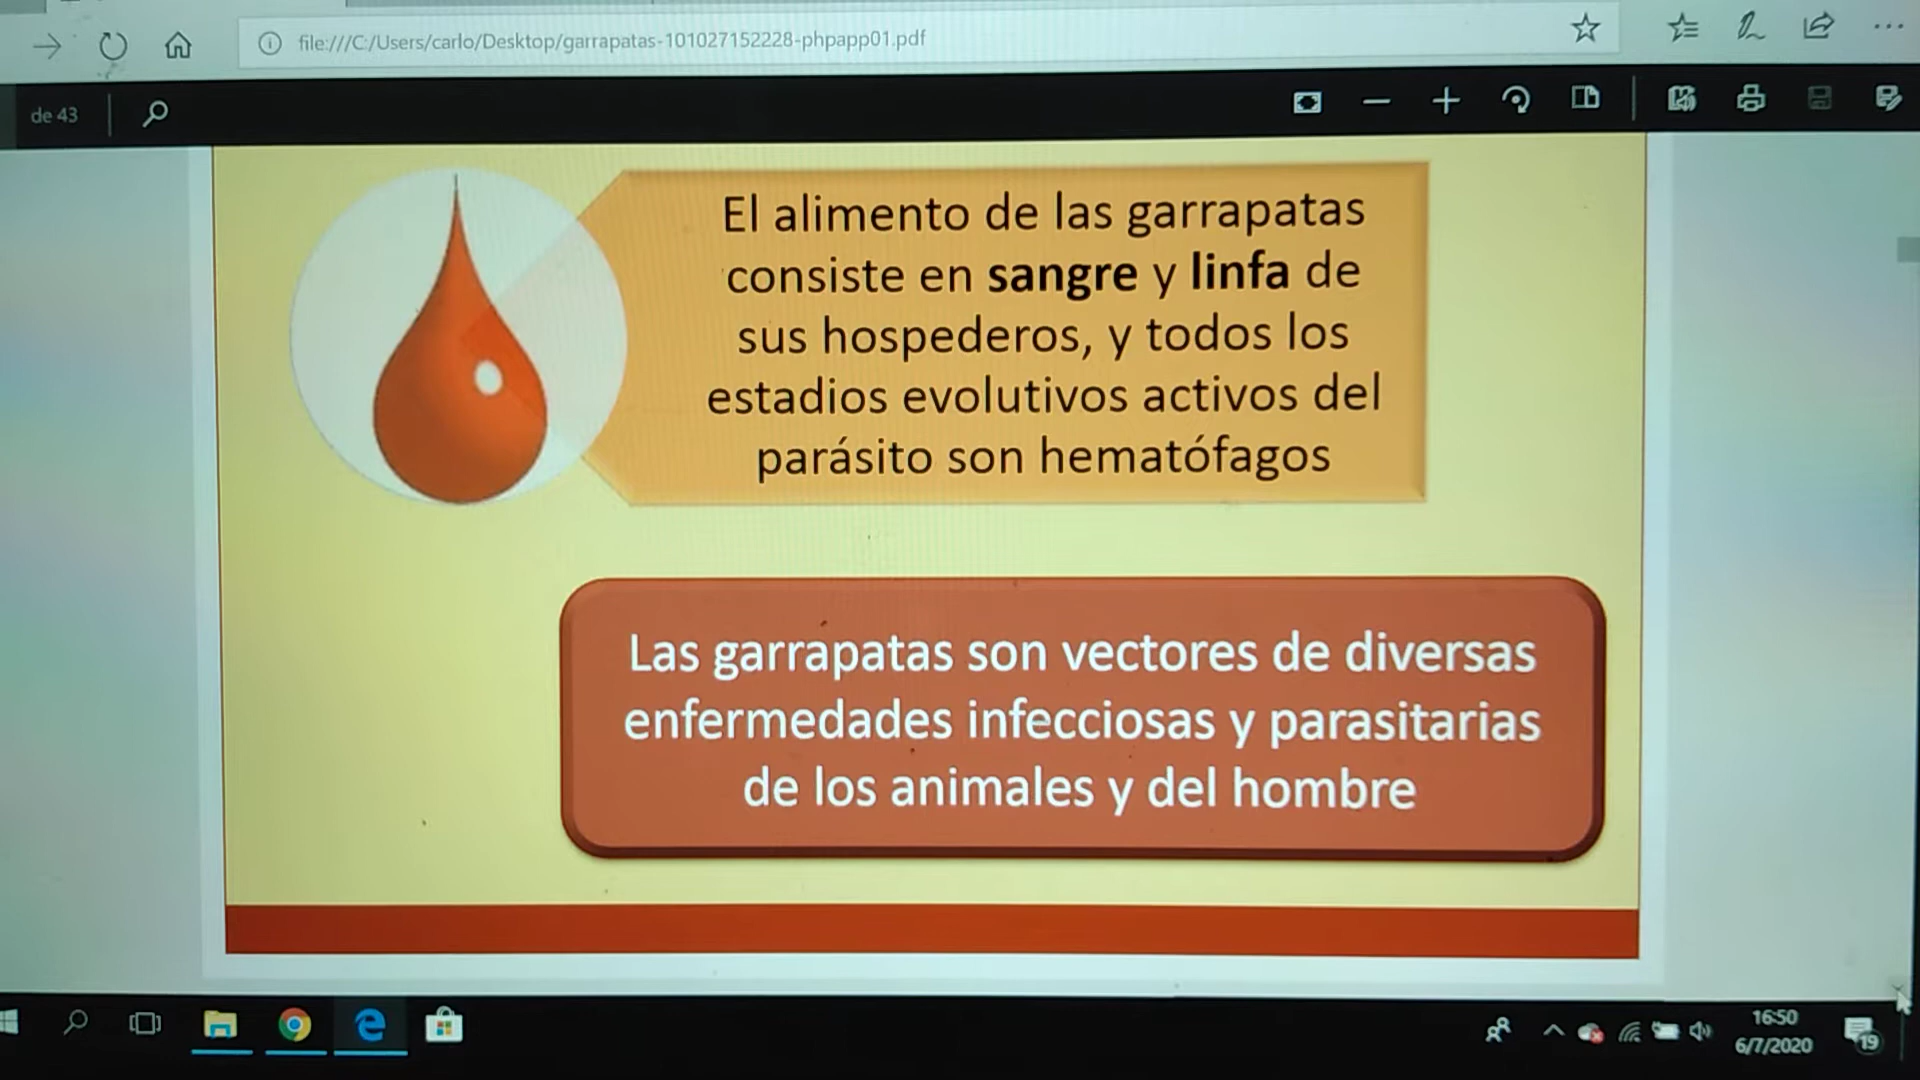 file:///C:/Users/carlo/Desktop/garrapatas-101027152228-phpapp01.pdf
de 43
El alimento de las garrapatas
consiste en sangre y linfa de
sus hospederos, y todos los
estadios evolutivos activos del
parásito son hematófagos
Las garrapatas son vectores de diversas
enfermedades infecciosas y parasitarias
de los animales y del hombre
16:50
6/7/2020
19